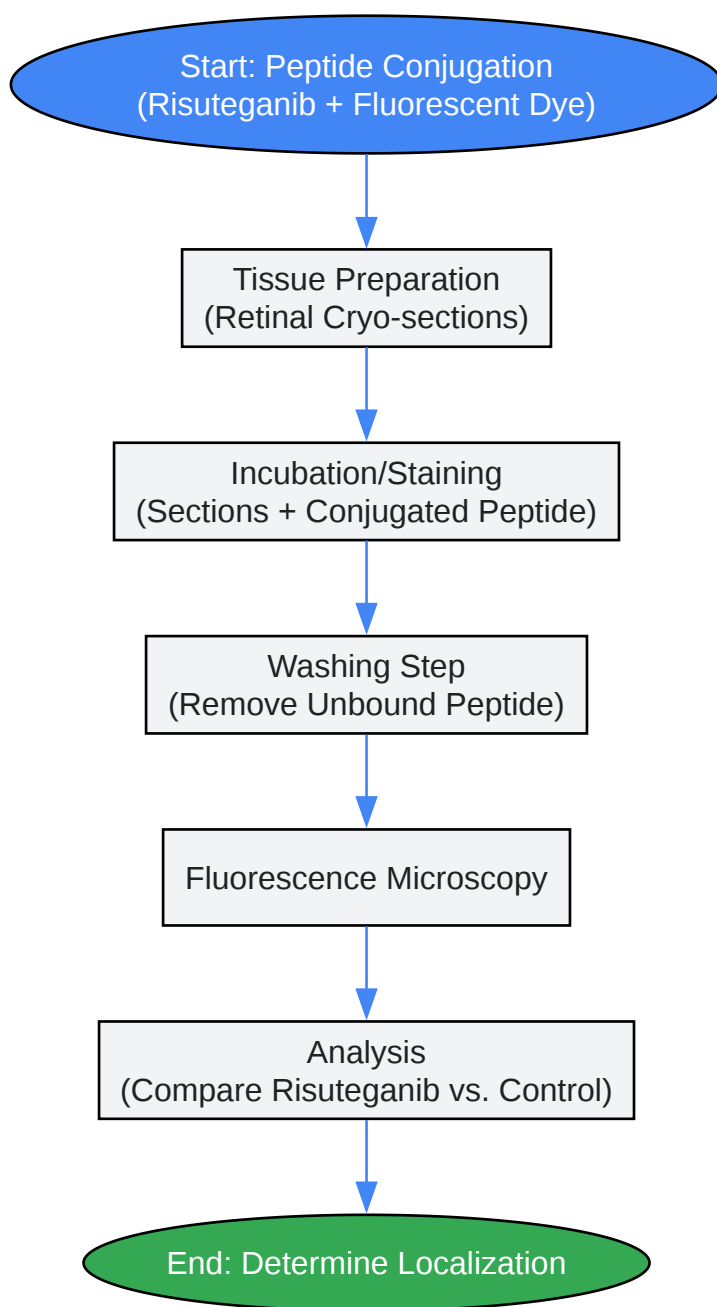 Start: Peptide Conjugation
(Risuteganib + Fluorescent Dye)
Tissue Preparation
(Retinal Cryo-sections)
Incubation/Staining
(Sections + Conjugated Peptide)
Washing Step
(Remove Unbound Peptide)
Fluorescence Microscopy
Analysis
(Compare Risuteganib vs. Control)
End: Determine Localization